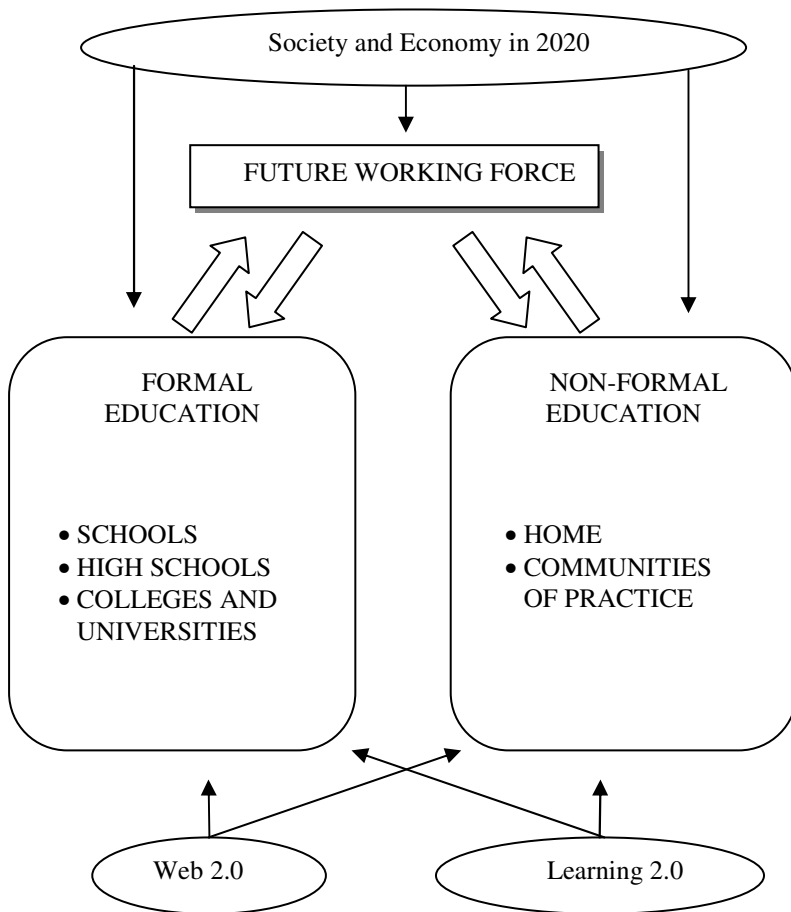 Society and Economy in 2020
FUTURE WORKING FORCE
FORMAL
EDUCATION
• SCHOOLS
• HIGH SCHOOLS
• COLLEGES AND
UNIVERSITIES
NON-FORMAL
EDUCATION
• HOME
• COMMUNITIES
OF PRACTICE
Web 2.0
Learning 2.0